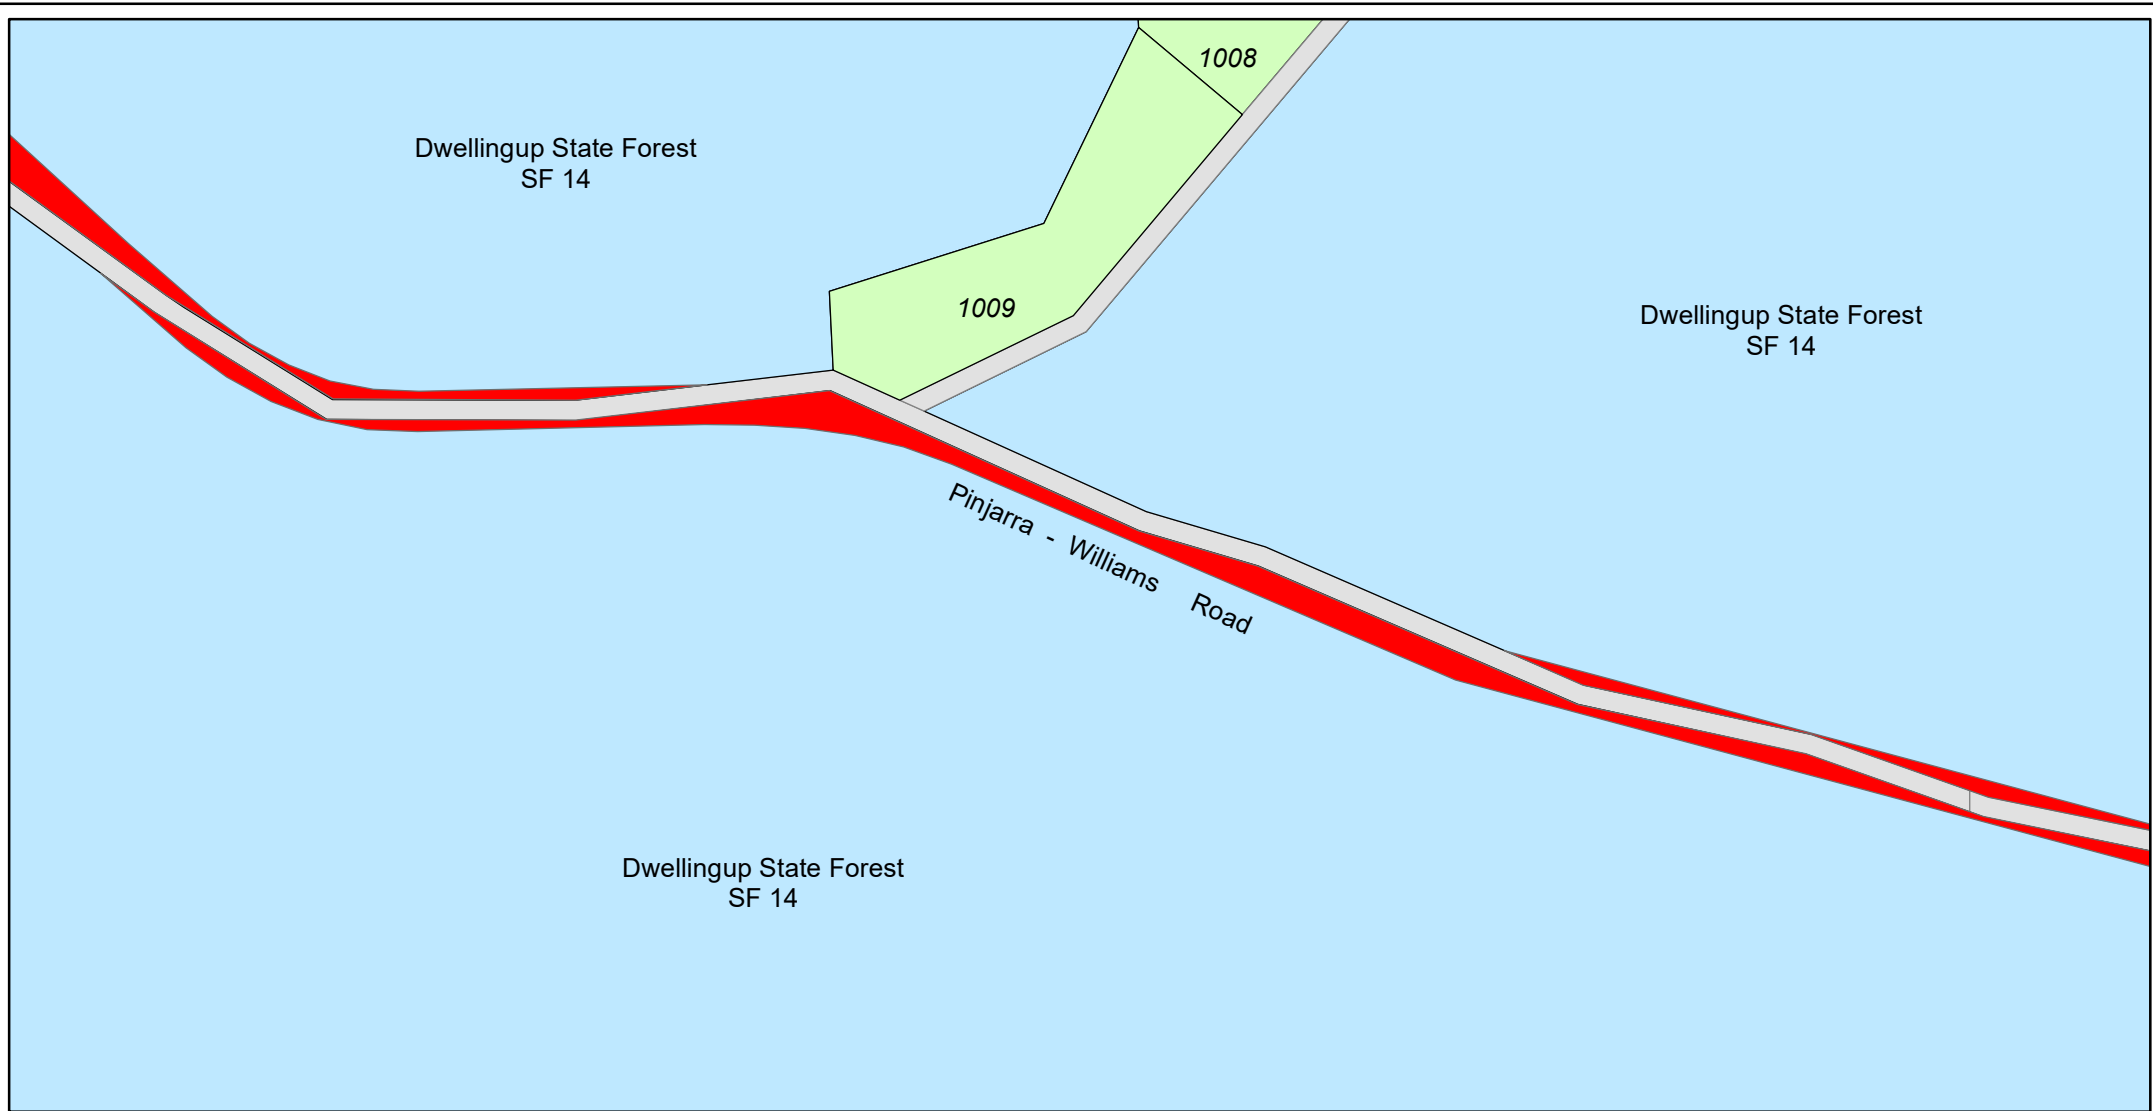 1008
Dwellingup State Forest
SF 14
1009
Dwellingup State Forest
SF 14
Pinjarra - Williams Road
Dwellingup State Forest
SF 14